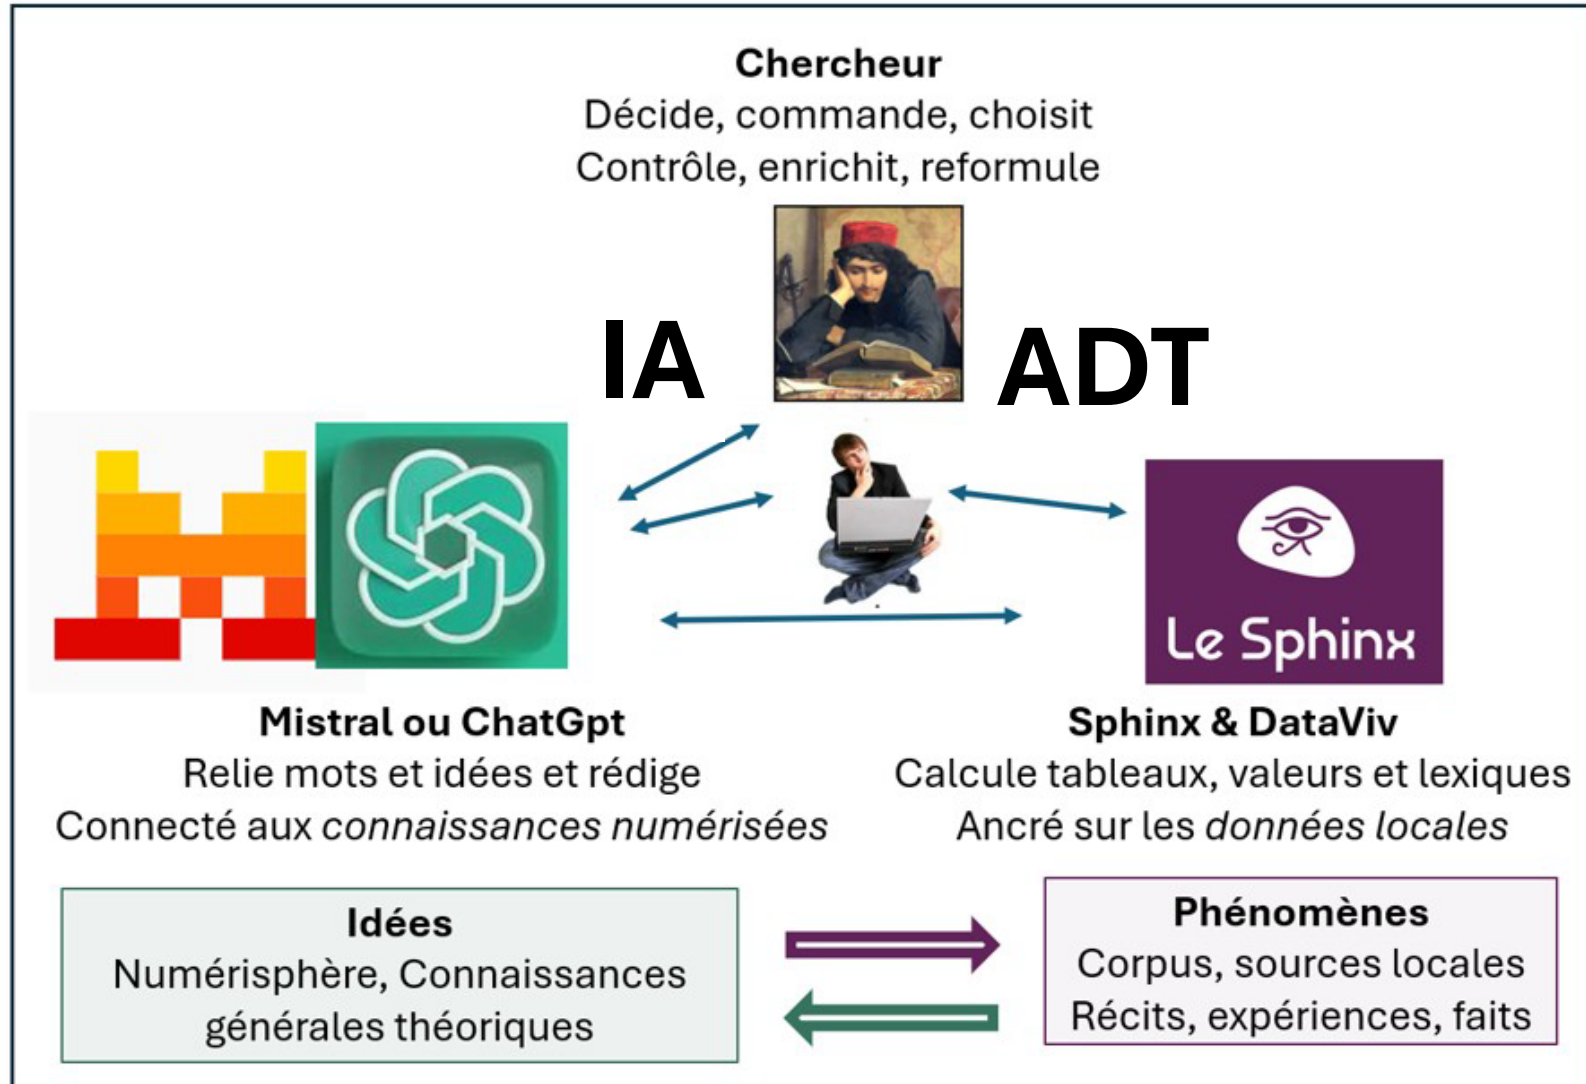 Chercheur
Décide, commande, choisit
Contrôle, enrichit, reformule
IA
ADT
Le Sphinx
Mistral ou ChatGpt
Relie mots et idées et rédige
Connecté aux connaissances numérisées
Sphinx & DataViv
Calcule tableaux, valeurs et lexiques
Ancré sur les données locales
Idées
Numérisphère, Connaissances
générales théoriques
Phénomènes
Corpus, sources locales
Récits, expériences, faits